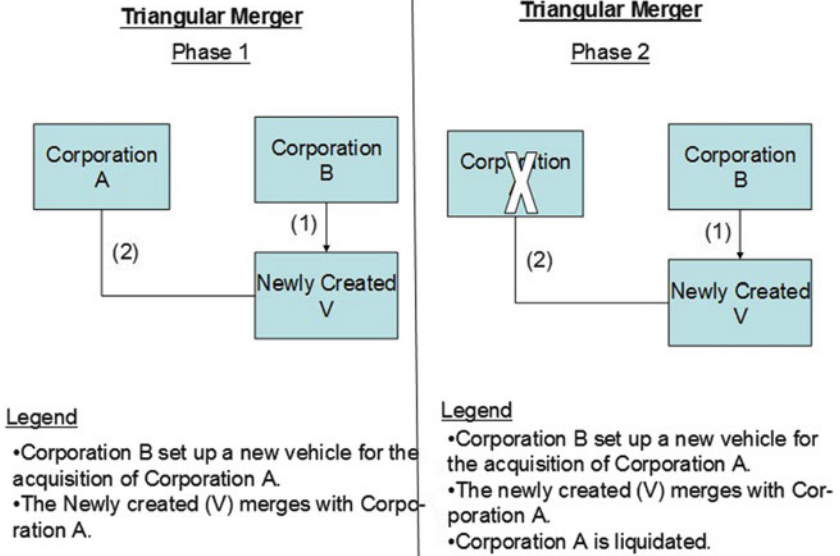 Triangular Merger
Phase 1
Corporation
A
Corporation
B
(1)
(2)
Newly Created
V
Legend
•Corporation B set up a new vehicle for the
acquisition of Corporation A.
•The Newly created (V) merges with Corpo-
ration A.
Triangular Merger
Phase 2
Corporation
X
Corporation
B
(1)
(2)
Newly Created
V
Legend
•Corporation B set up a new vehicle for
the acquisition of Corporation A.
•The newly created (V) merges with Cor-
poration A.
•Corporation A is liquidated.